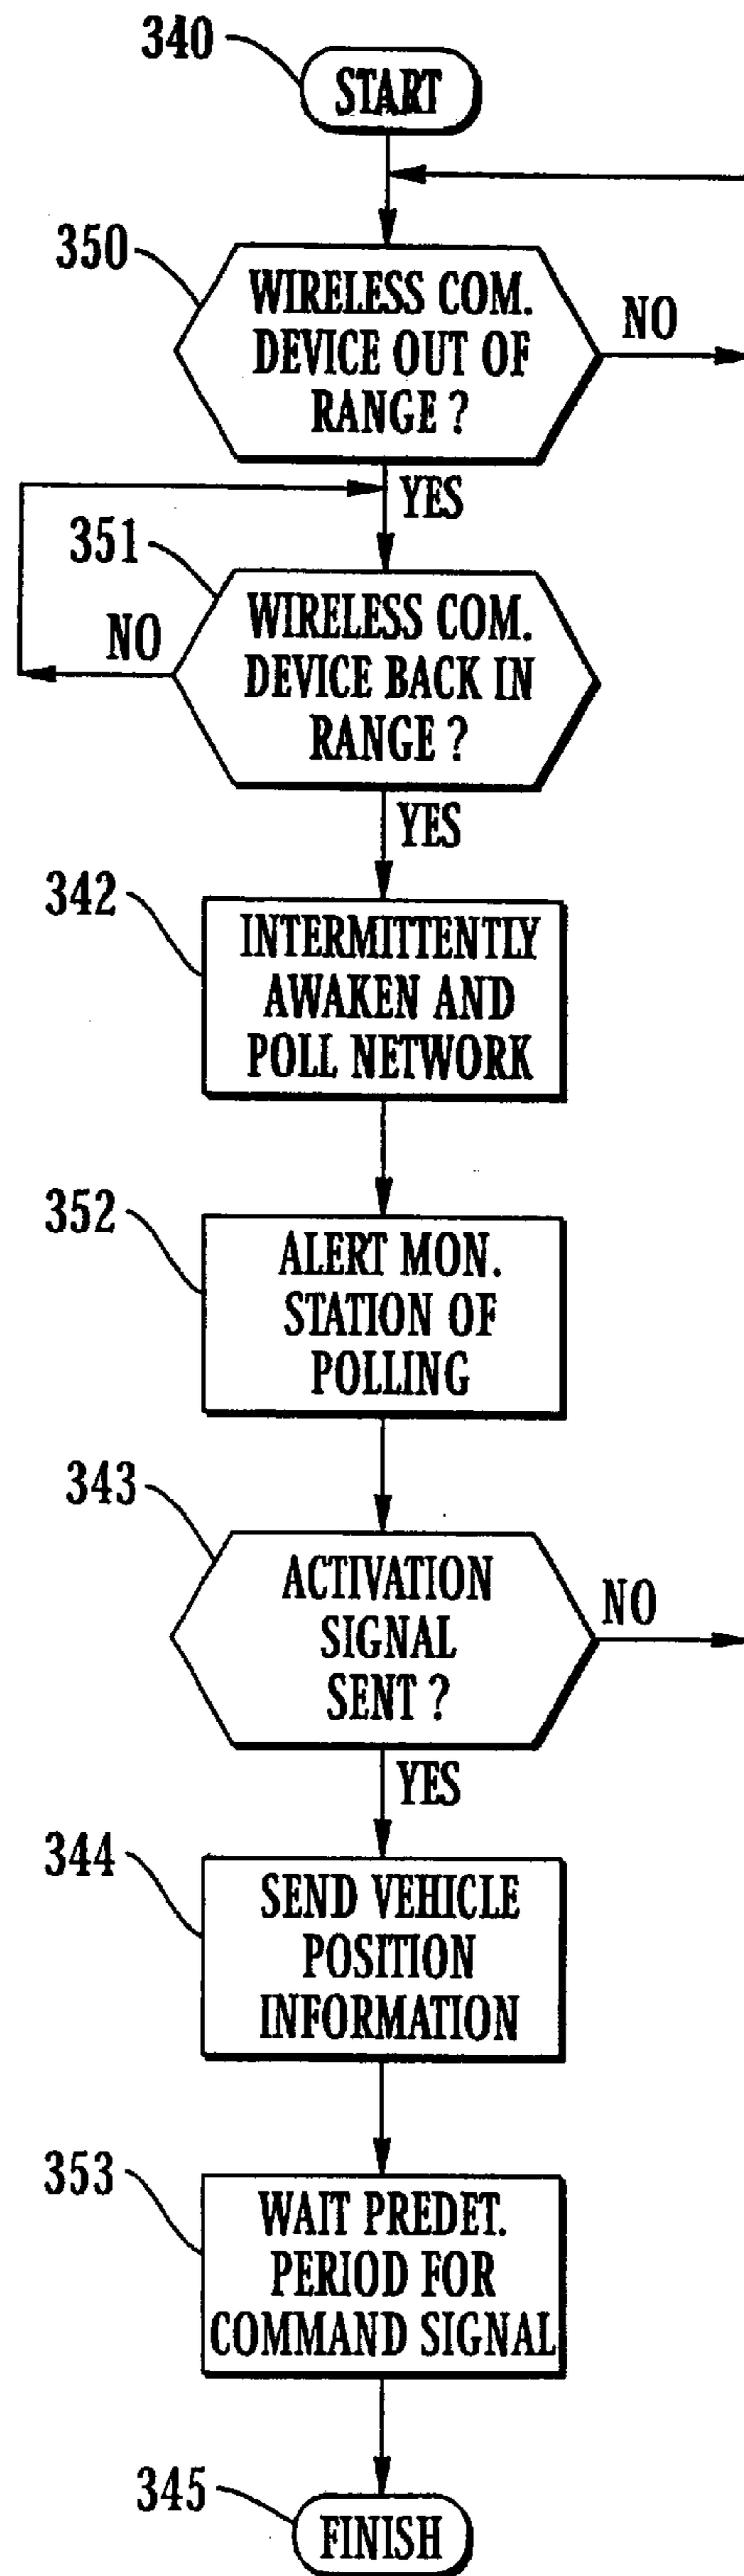 340
START
350
WIRELESS COM.
DEVICE OUT OF
RANGE ?
NO
YES
351
WIRELESS COM.
DEVICE BACK IN
RANGE ?
NO
YES
342
INTERMITTENTLY
AWAKEN AND
POLL NETWORK
352
ALERT MON.
STATION OF
POLLING
343
ACTIVATION
SIGNAL
SENT ?
NO
YES
344
SEND VEHICLE
POSITION
INFORMATION
353
WAIT PREDET.
PERIOD FOR
COMMAND SIGNAL
345
FINISH